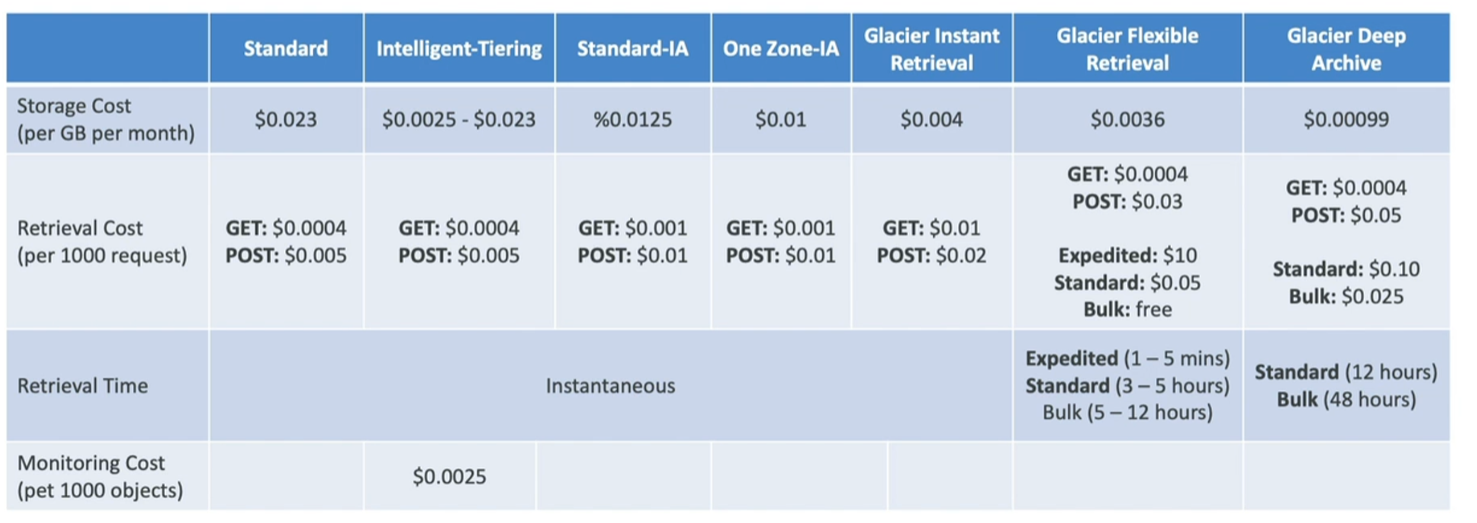 Standard
Intelligent-Tiering
Standard-IA
One Zone-IA
Glacier Instant
Retrieval
Glacier Flexible
Retrieval
Glacier Deep
Archive
Storage Cost
(per GB per month)
$0.023
$0.0025 - $0.023
%0.0125
$0.01
$0.004
$0.0036
$0.00099
Retrieval Cost
(per 1000 request)
GET: $0.0004
POST: $0.005
GET: $0.0004
POST: $0.005
GET: $0.001
POST: $0.01
GET: $0.001
POST: $0.01
GET: $0.01
POST: $0.02
GET: $0.0004
POST: $0.03
Expedited: $10
Standard: $0.05
Bulk: free
GET: $0.0004
POST: $0.05
Standard: $0.10
Bulk: $0.025
Retrieval Time
Instantaneous
Expedited (1 – 5 mins)
Standard (3 – 5 hours)
Bulk (5 – 12 hours)
Standard (12 hours)
Bulk (48 hours)
Monitoring Cost
(pet 1000 objects)
$0.0025